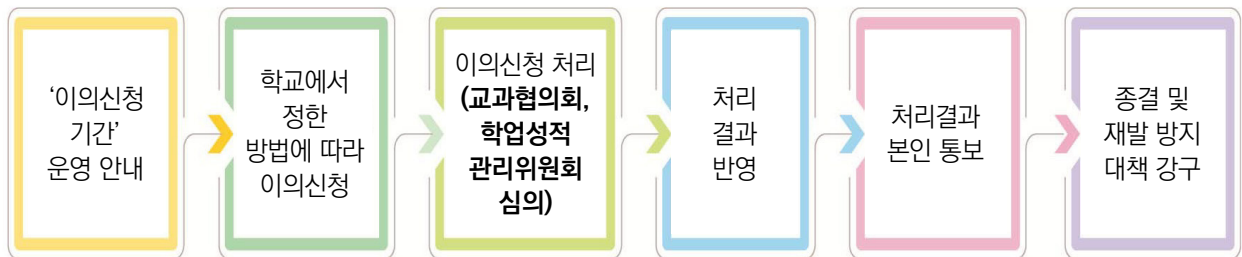 ‘이의신청
기간’
운영 안내
학교에서
정한
방법에 따라
이의신청
이의신청 처리
(교과협의회,
학업성적
관리위원회
심의)
처리
결과
반영
처리결과
본인 통보
종결 및
재발 방지
대책 강구